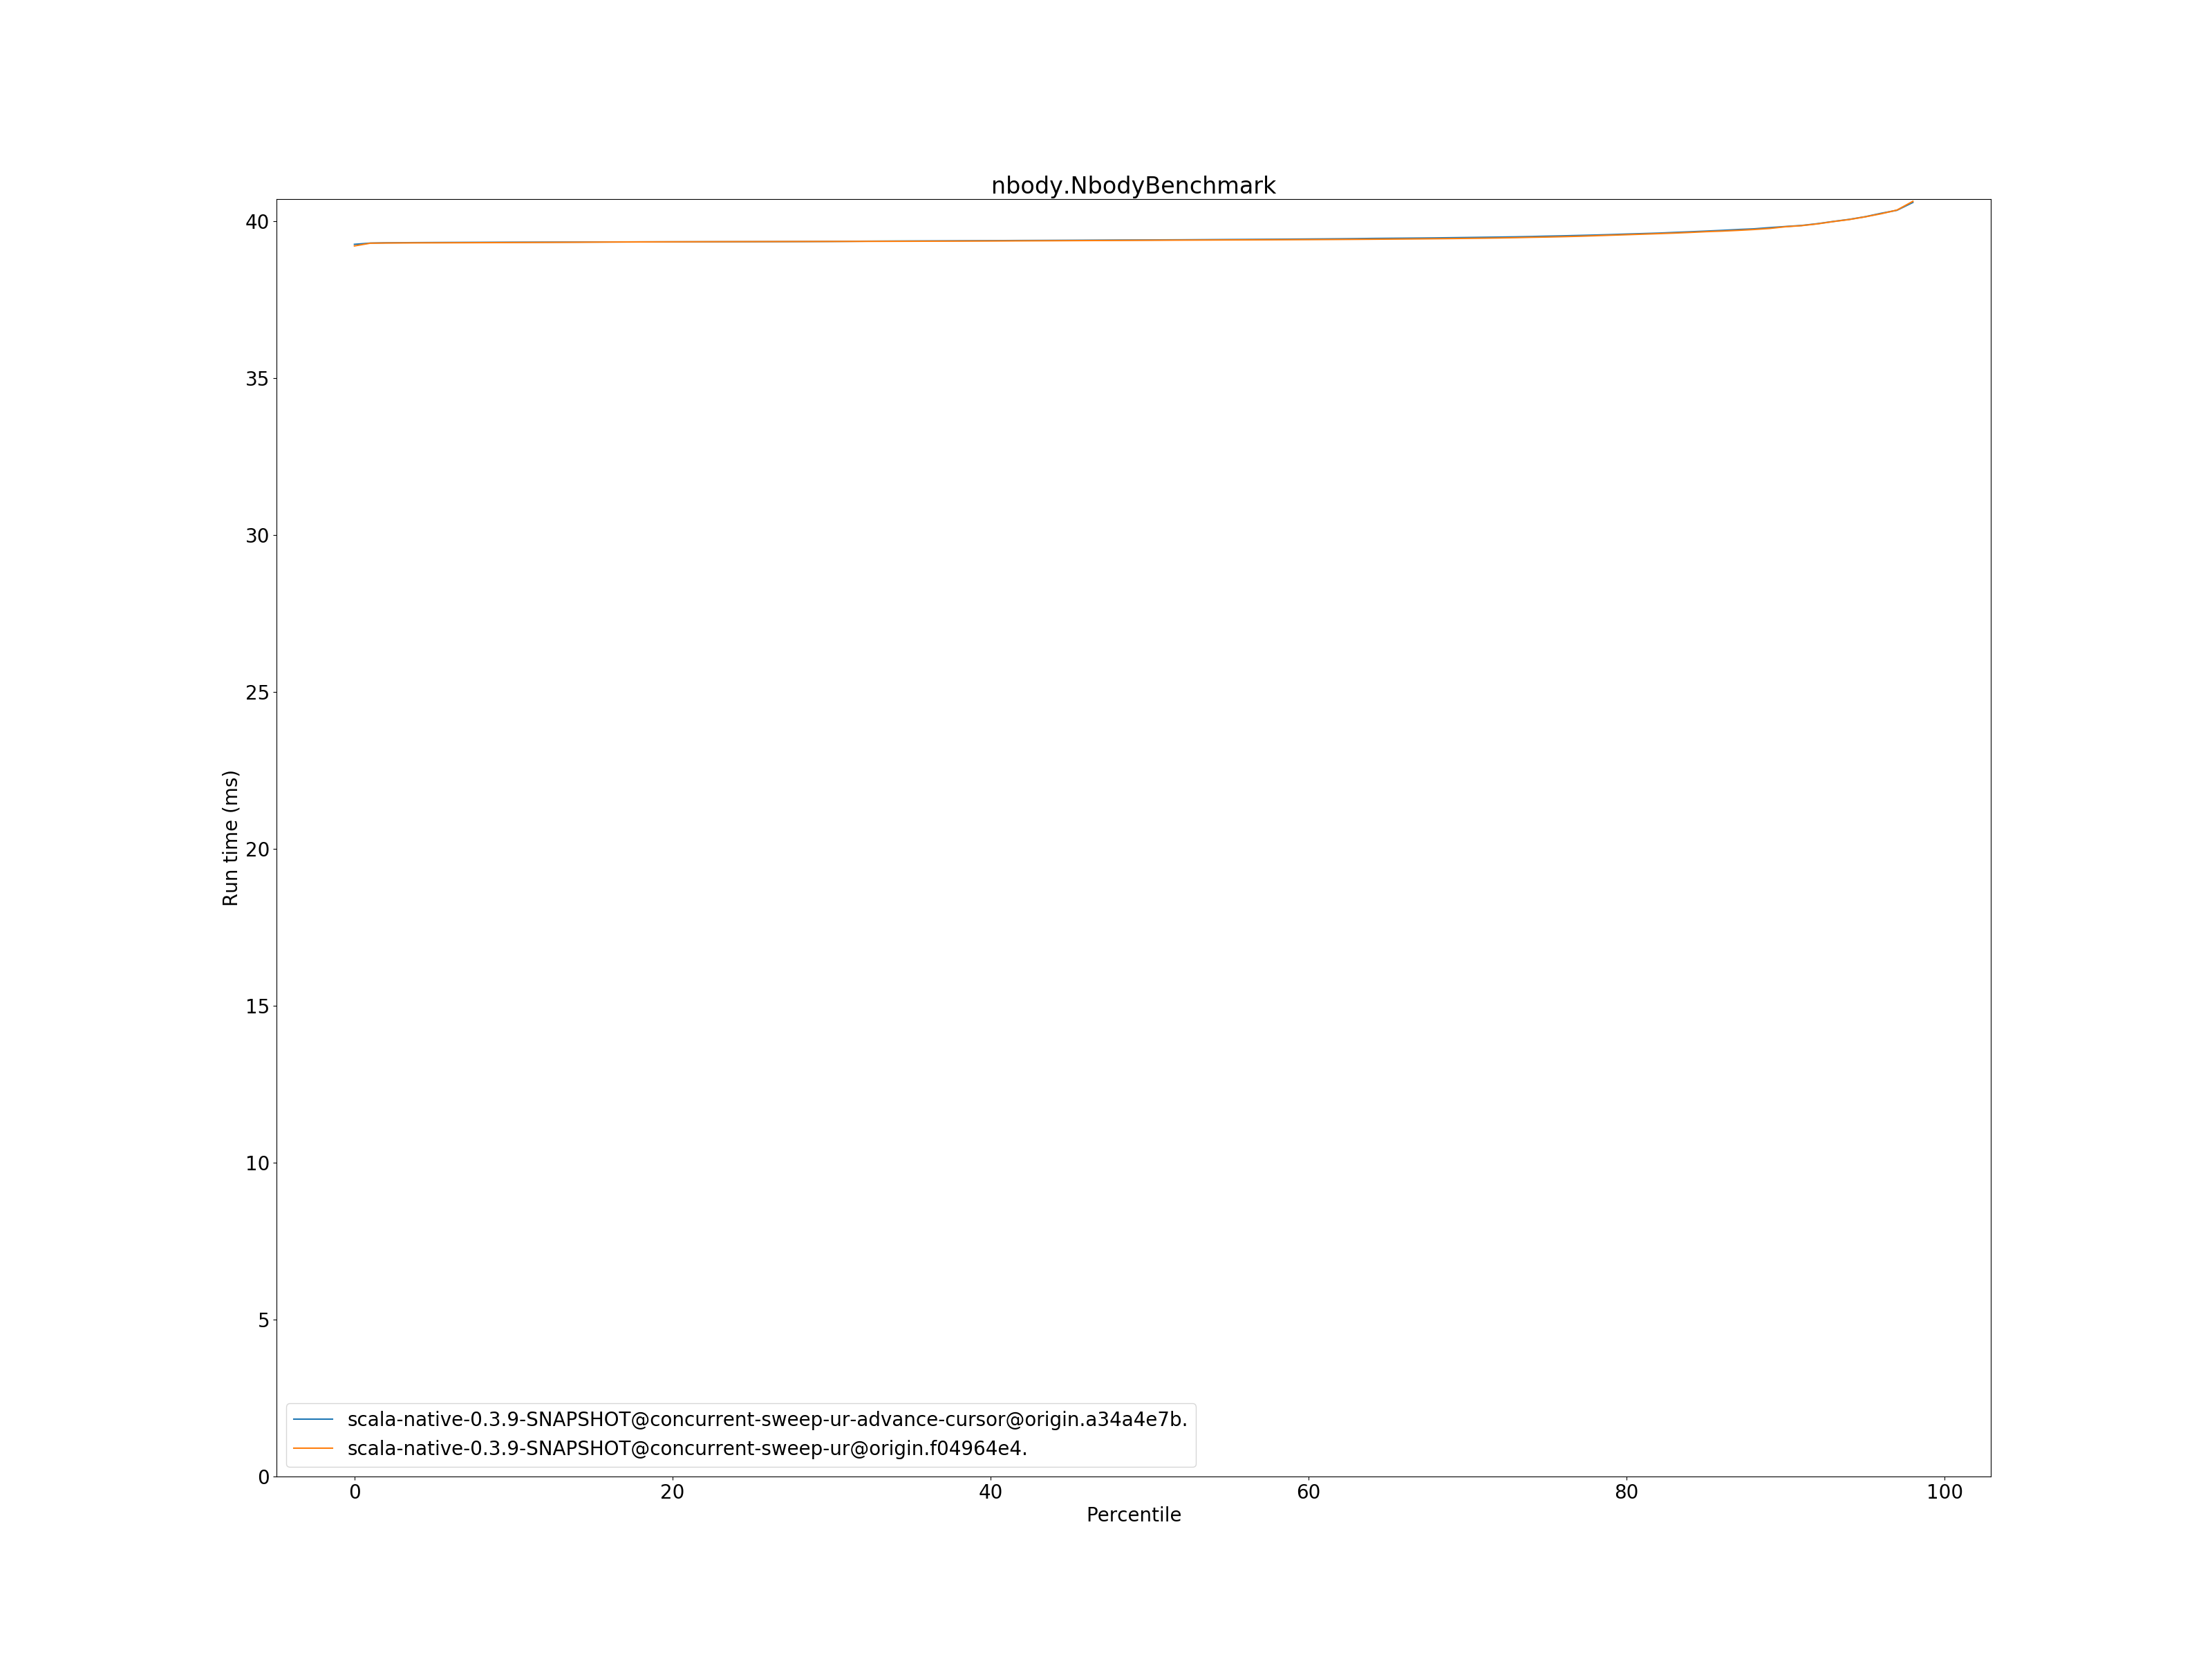 nbody.NbodyBenchmark
40
35
30
25
20
15
10
5
0
Run time (ms)
scala-native-0.3.9-SNAPSHOT@concurrent-sweep-ur-advance-cursor@origin.a34a4e7b.
scala-native-0.3.9-SNAPSHOT@concurrent-sweep-ur@origin.f04964e4.
0 20 40 60 80 100
Percentile